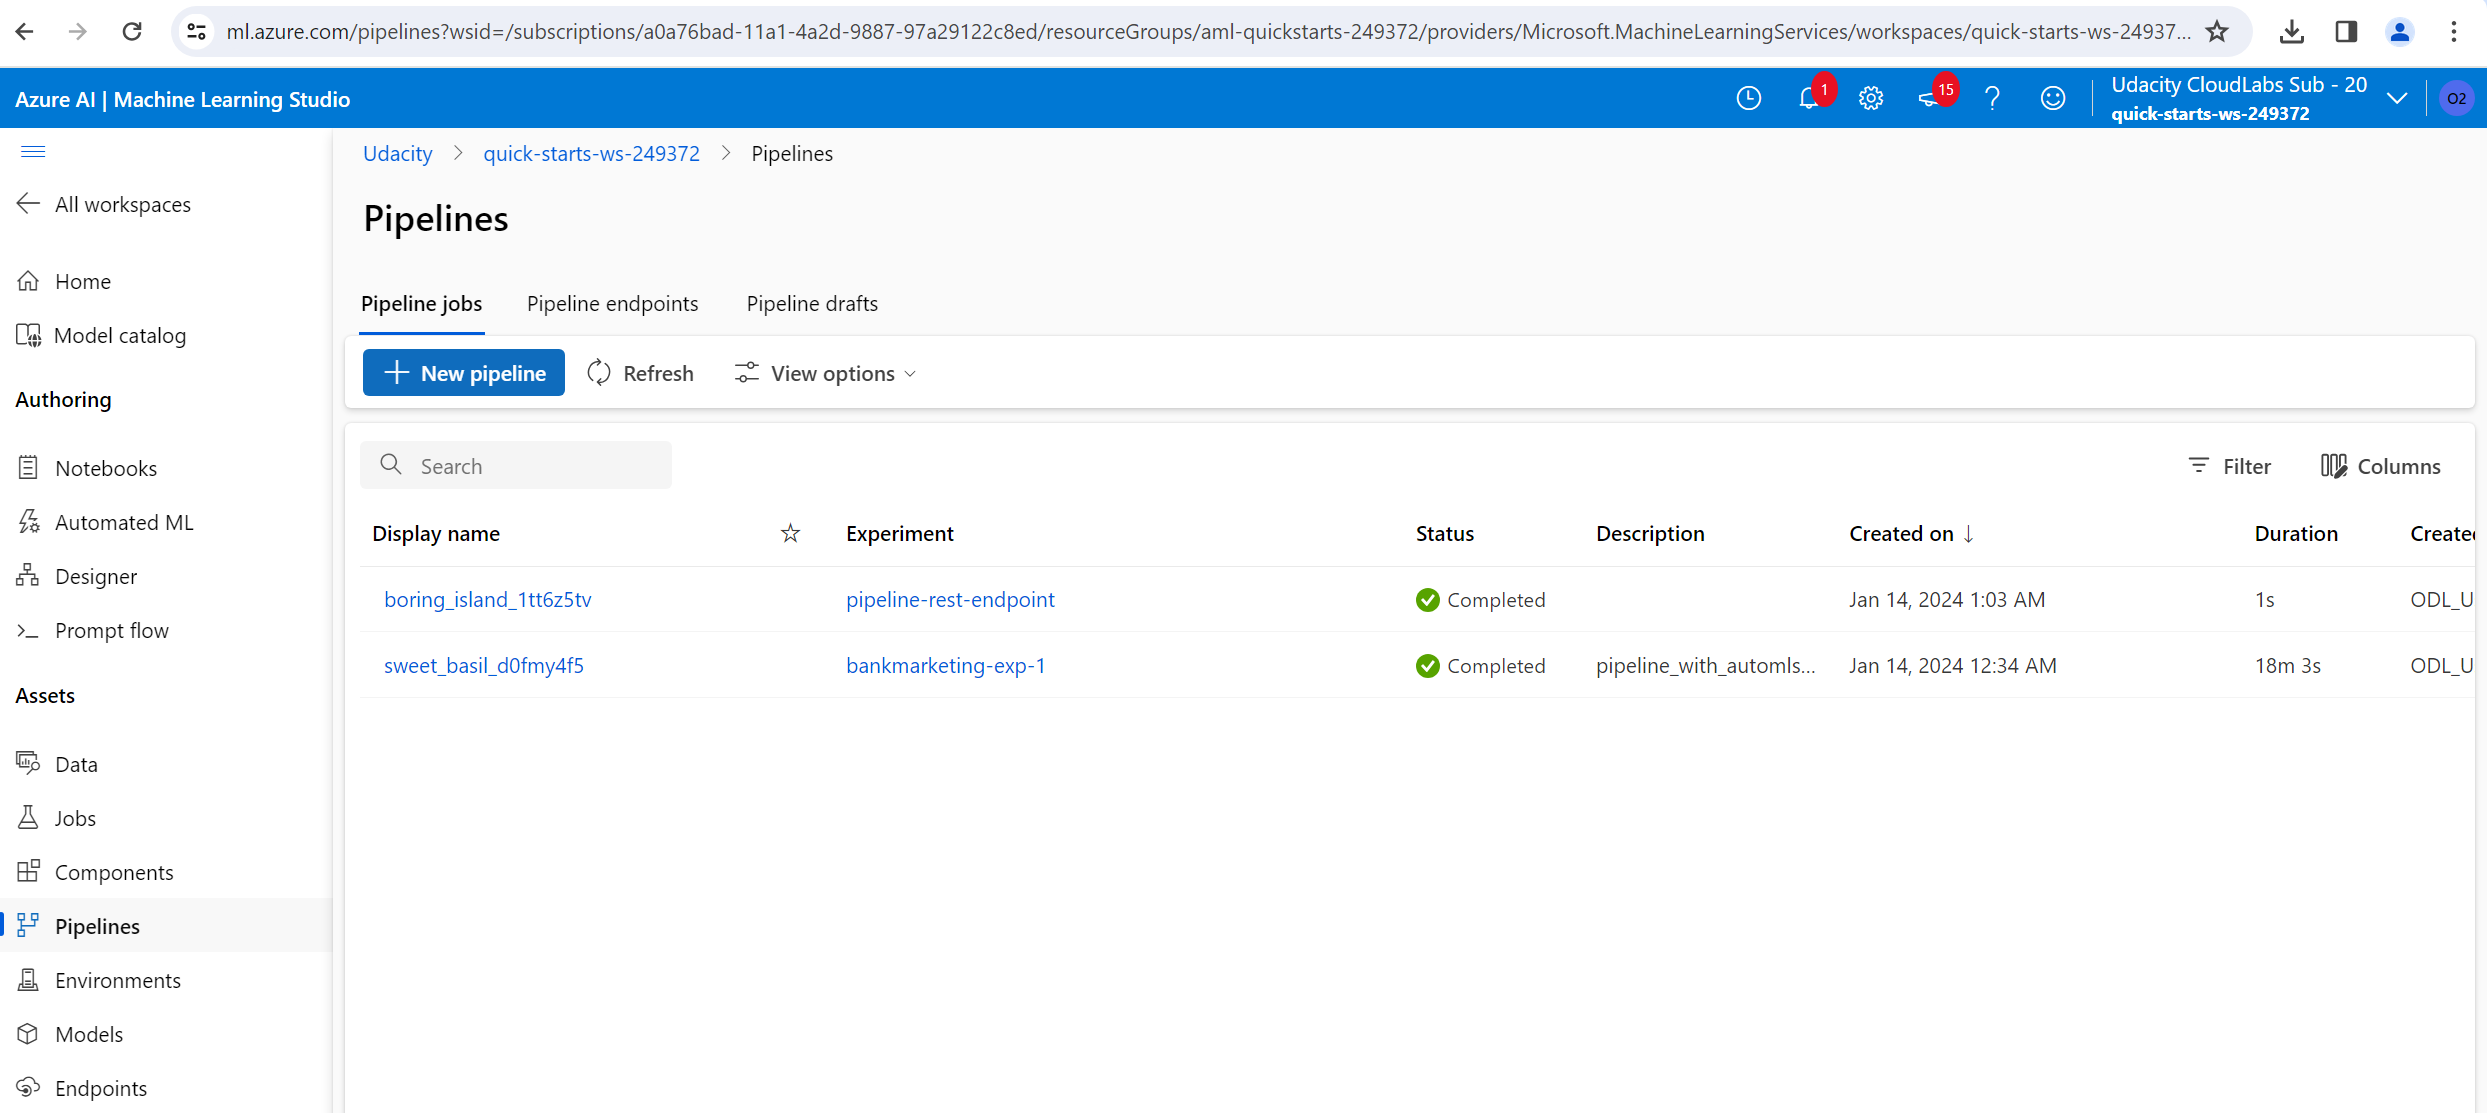 ml.azure.com/pipelines?wsid=/subscriptions/a0a76bad-11a1-4a2d-9887-97a29122c8ed/resourceGroups/aml-quickstarts-249372/providers/Microsoft.MachineLearningServices/workspaces/quick-starts-ws-24937...
Azure AI | Machine Learning Studio
1
15
?
Udacity CloudLabs Sub - 20
quick-starts-ws-249372
O2
Udacity > quick-starts-ws-249372 > Pipelines
All workspaces
Home
Model catalog
Authoring
Notebooks
Automated ML
Designer
Prompt flow
Assets
Data
Jobs
Components
Pipelines
Environments
Models
Endpoints
Pipelines
Pipeline jobs Pipeline endpoints Pipeline drafts
New pipeline Refresh View options
Search Filter Columns
Display name Experiment Status Description Created on ↓ Duration Created
boring_island_1tt6z5tv pipeline-rest-endpoint Completed Jan 14, 2024 1:03 AM 1s ODL_U
sweet_basil_d0fmy4f5 bankmarketing-exp-1 Completed pipeline_with_automls... Jan 14, 2024 12:34 AM 18m 3s ODL_U